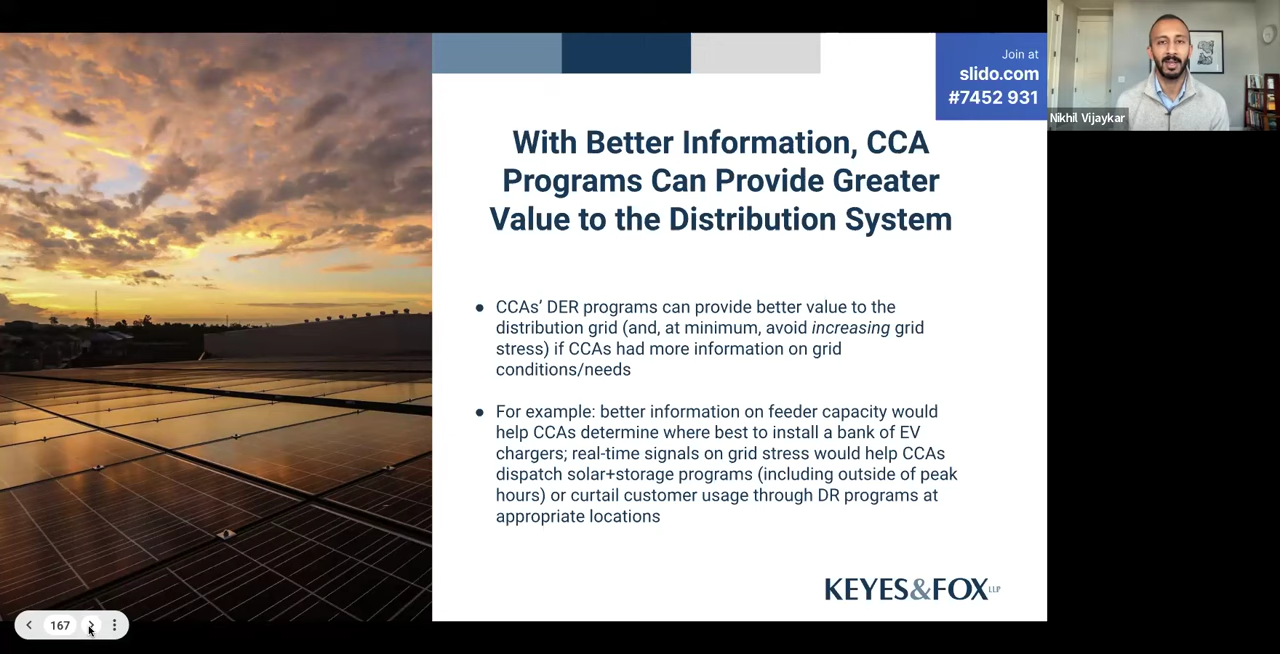 Join at
slido.com
#7452 931
Nikhil Vijaykar
With Better Information, CCA
Programs Can Provide Greater
Value to the Distribution System
● CCAs’ DER programs can provide better value to the
distribution grid (and, at minimum, avoid increasing grid
stress) if CCAs had more information on grid
conditions/needs
● For example: better information on feeder capacity would
help CCAs determine where best to install a bank of EV
chargers; real-time signals on grid stress would help CCAs
dispatch solar+storage programs (including outside of peak
hours) or curtail customer usage through DR programs at
appropriate locations
KEYES&FOX LLP
167